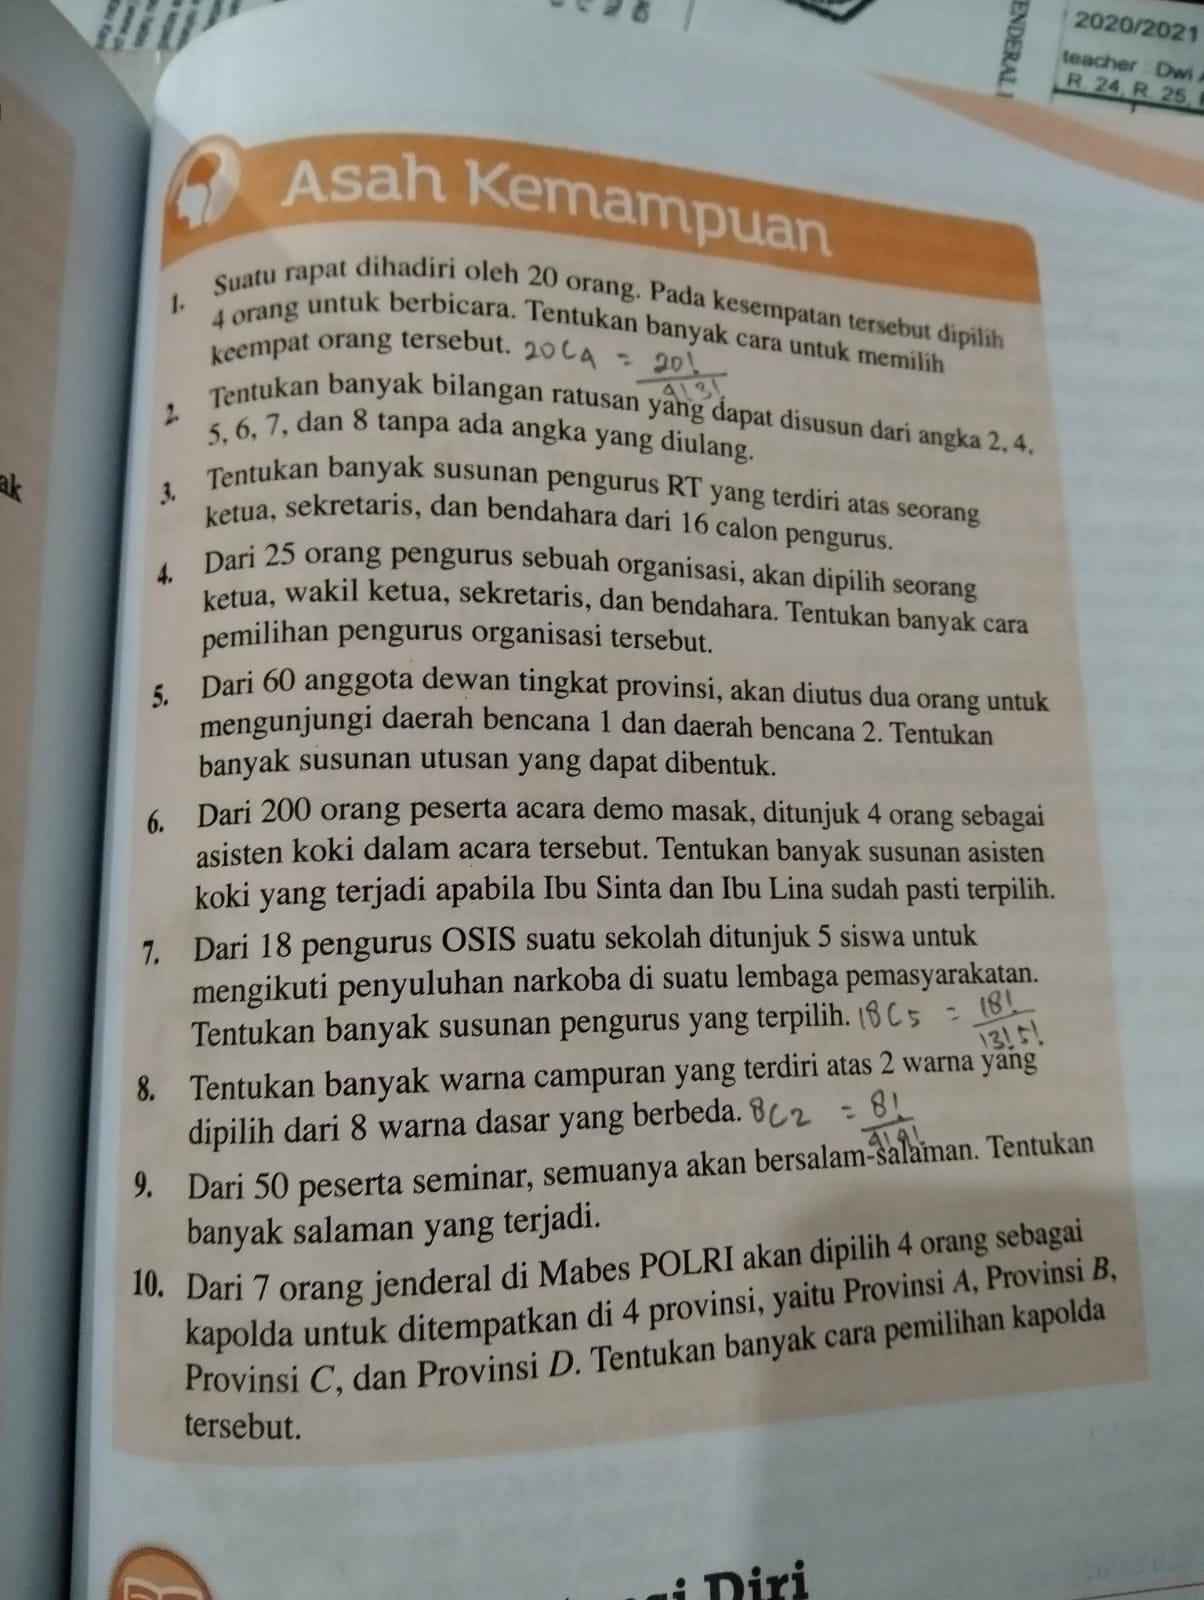 2020/2021
teacher : Dwi
R. 24, R. 25,
ENDERAL
ak
Asah Kemampuan
1. Suatu rapat dihadiri oleh 20 orang. Pada kesempatan tersebut dipilih
4 orang untuk berbicara. Tentukan banyak cara untuk memilih
keempat orang tersebut. 20C4 = 20!
4!3!
2. Tentukan banyak bilangan ratusan yang dapat disusun dari angka 2, 4,
5, 6, 7, dan 8 tanpa ada angka yang diulang.
3. Tentukan banyak susunan pengurus RT yang terdiri atas seorang
ketua, sekretaris, dan bendahara dari 16 calon pengurus.
4. Dari 25 orang pengurus sebuah organisasi, akan dipilih seorang
ketua, wakil ketua, sekretaris, dan bendahara. Tentukan banyak cara
pemilihan pengurus organisasi tersebut.
5. Dari 60 anggota dewan tingkat provinsi, akan diutus dua orang untuk
mengunjungi daerah bencana 1 dan daerah bencana 2. Tentukan
banyak susunan utusan yang dapat dibentuk.
6. Dari 200 orang peserta acara demo masak, ditunjuk 4 orang sebagai
asisten koki dalam acara tersebut. Tentukan banyak susunan asisten
koki yang terjadi apabila Ibu Sinta dan Ibu Lina sudah pasti terpilih.
7. Dari 18 pengurus OSIS suatu sekolah ditunjuk 5 siswa untuk
mengikuti penyuluhan narkoba di suatu lembaga pemasyarakatan.
Tentukan banyak susunan pengurus yang terpilih. 18C5 = 18!
13!5!
8. Tentukan banyak warna campuran yang terdiri atas 2 warna yang
dipilih dari 8 warna dasar yang berbeda. 8C2 = 8!
4!4!
9. Dari 50 peserta seminar, semuanya akan bersalam-salaman. Tentukan
banyak salaman yang terjadi.
10. Dari 7 orang jenderal di Mabes POLRI akan dipilih 4 orang sebagai
kapolda untuk ditempatkan di 4 provinsi, yaitu Provinsi A, Provinsi B,
Provinsi C, dan Provinsi D. Tentukan banyak cara pemilihan kapolda
tersebut.
Diri